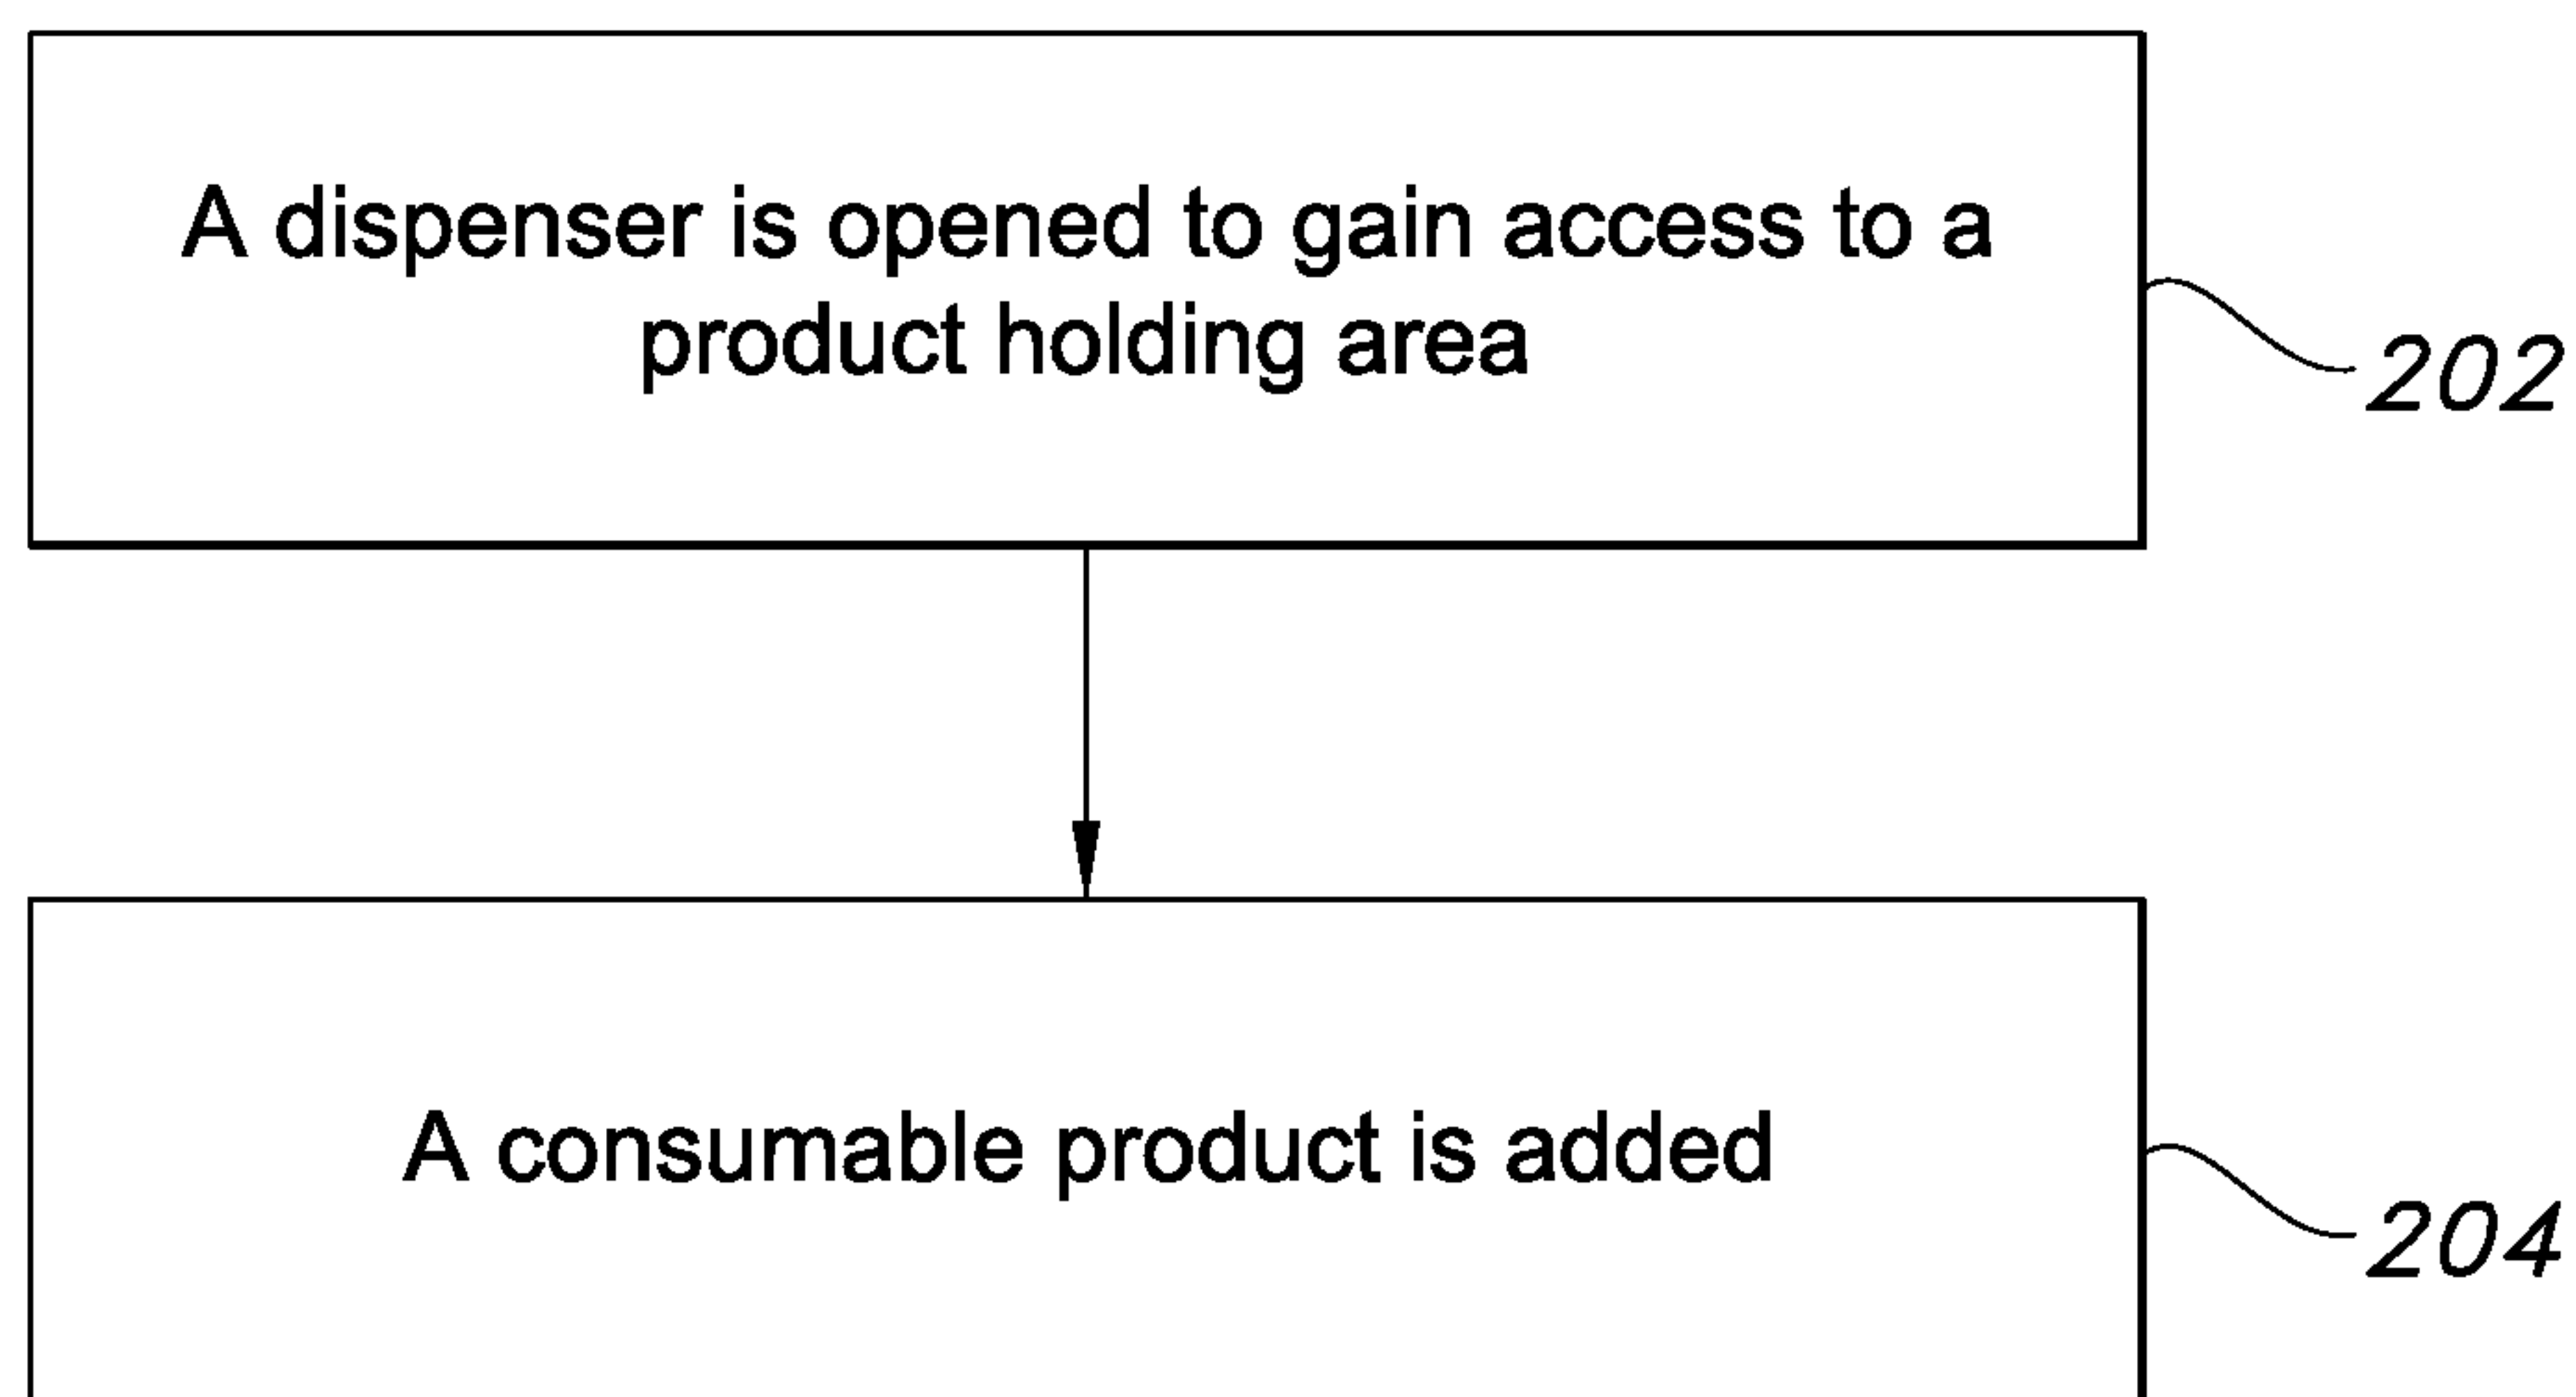 A dispenser is opened to gain access to a
product holding area
202
A consumable product is added
204